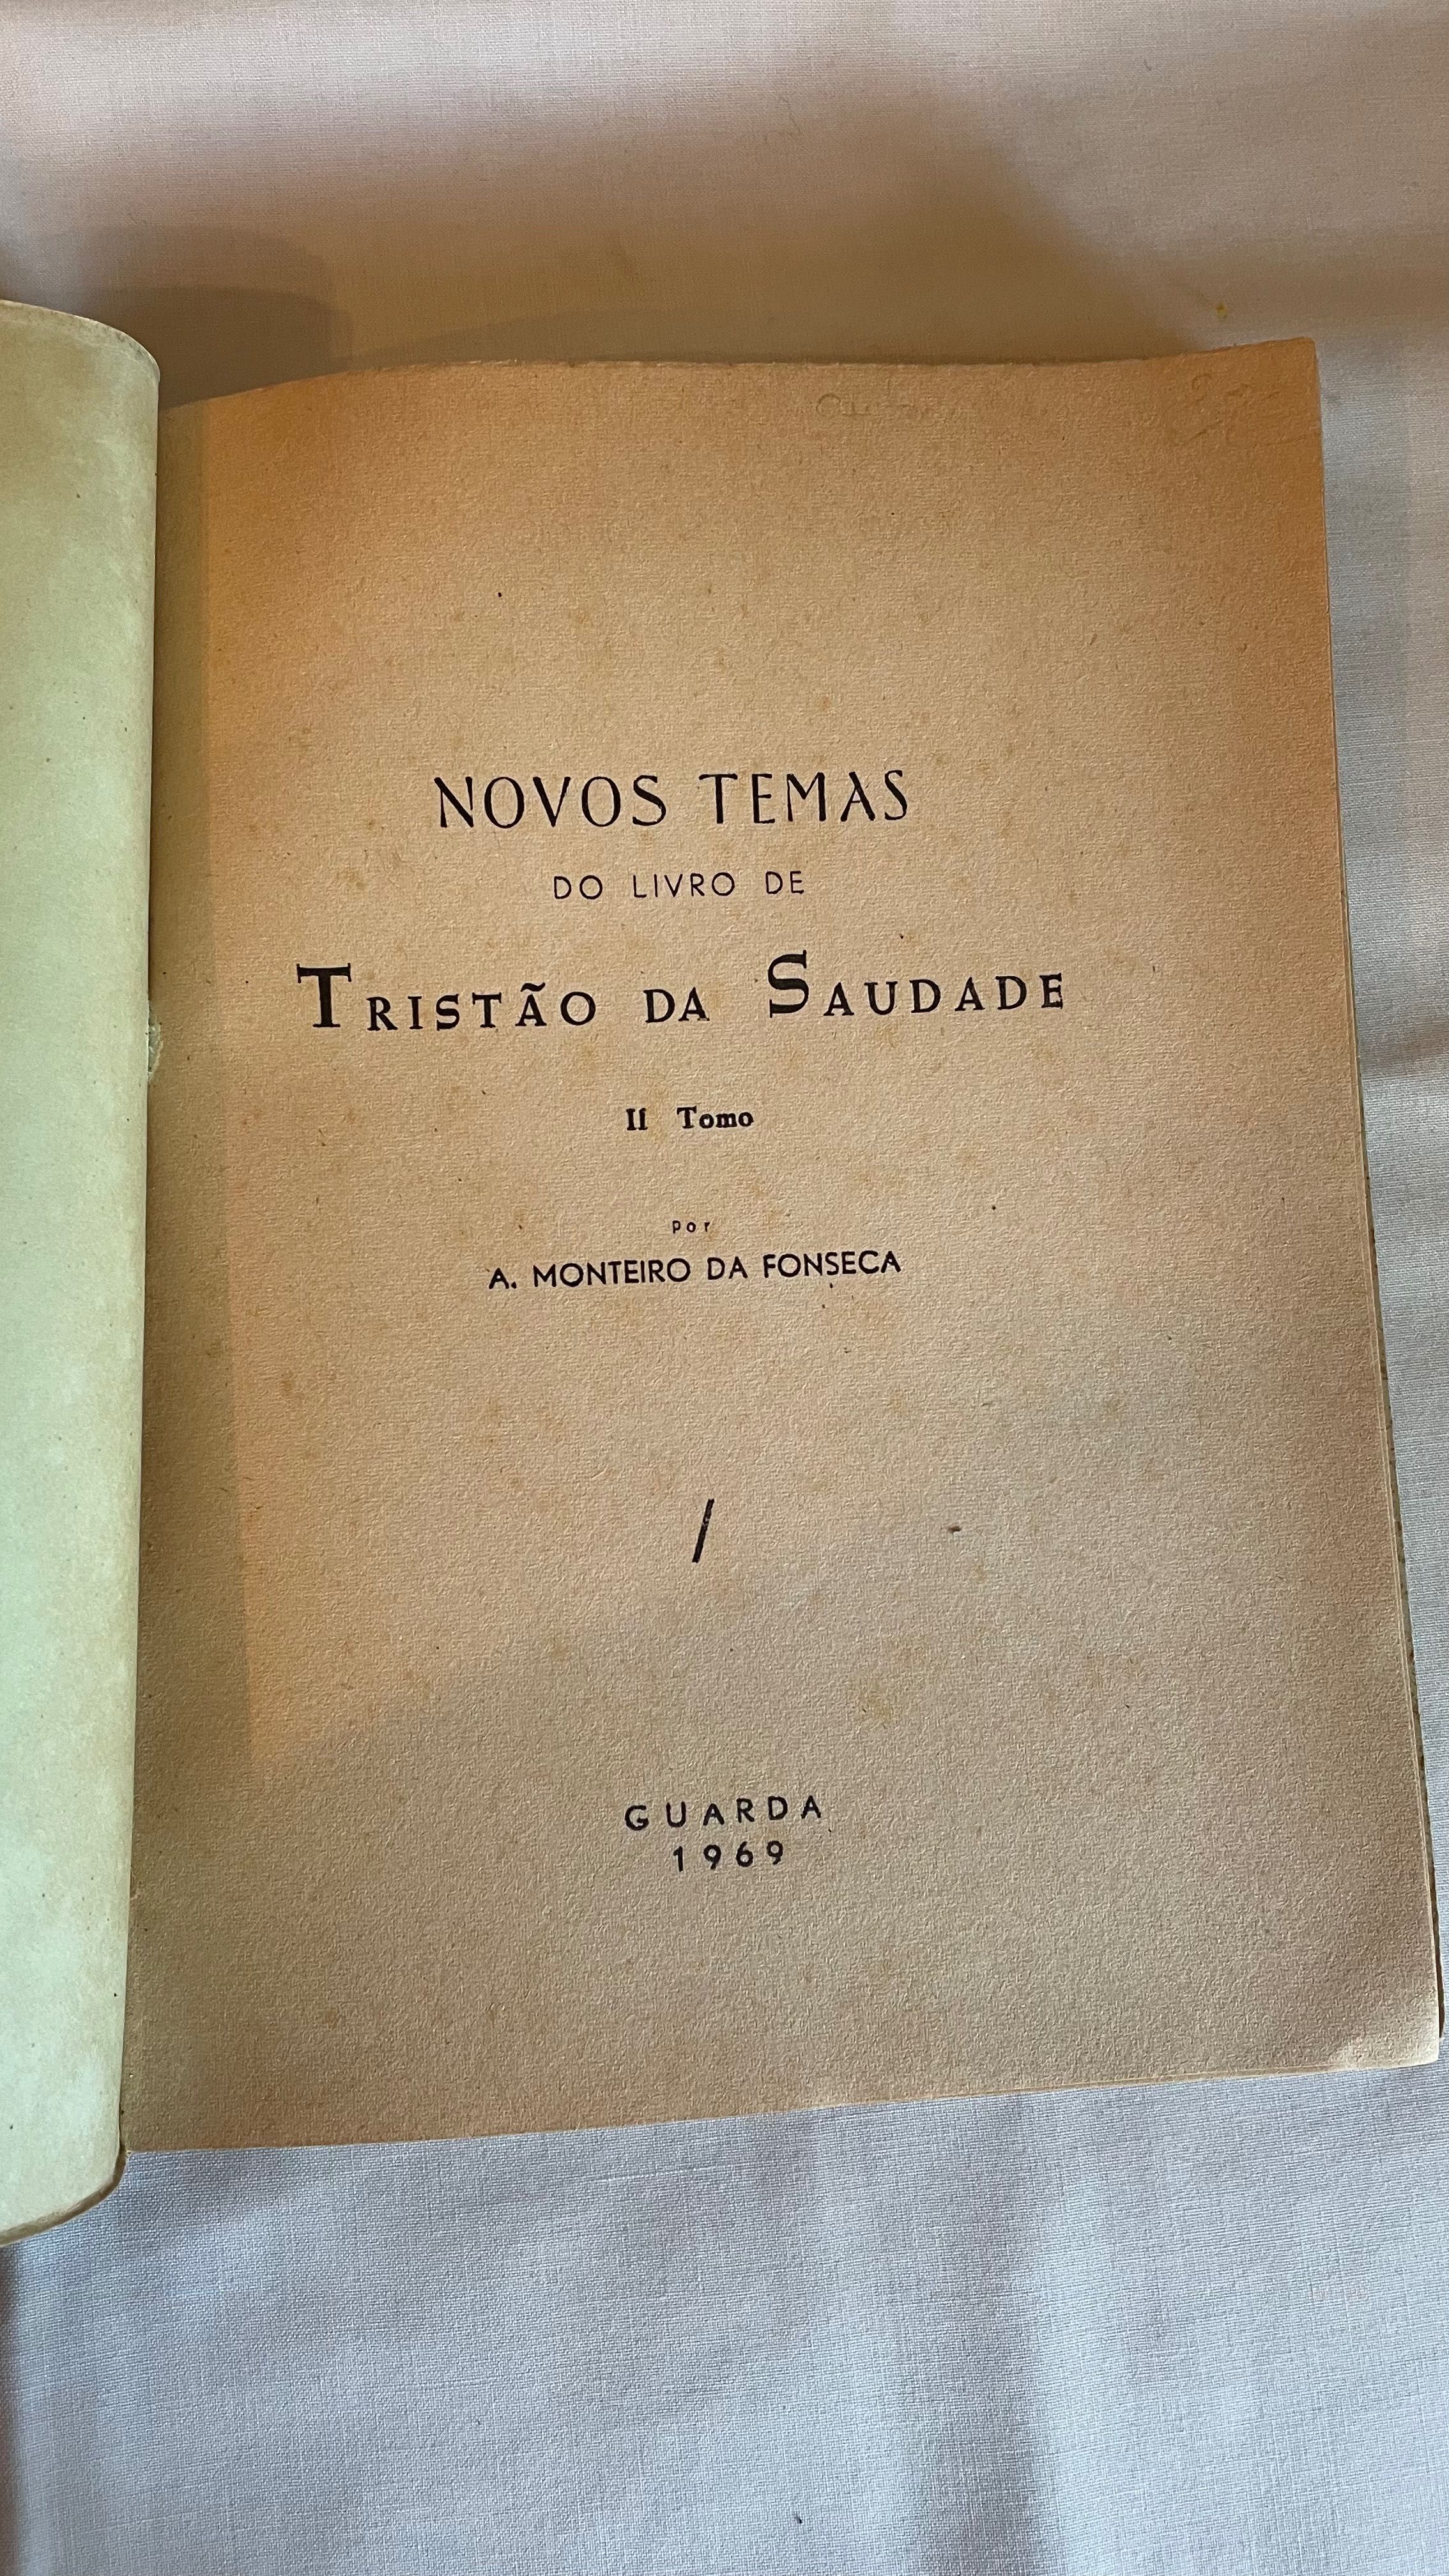 NOVOS TEMAS
DO LIVRO DE
TRISTÃO DA SAUDADE
II Tomo
por
A. MONTEIRO DA FONSECA
/
GUARDA
1969